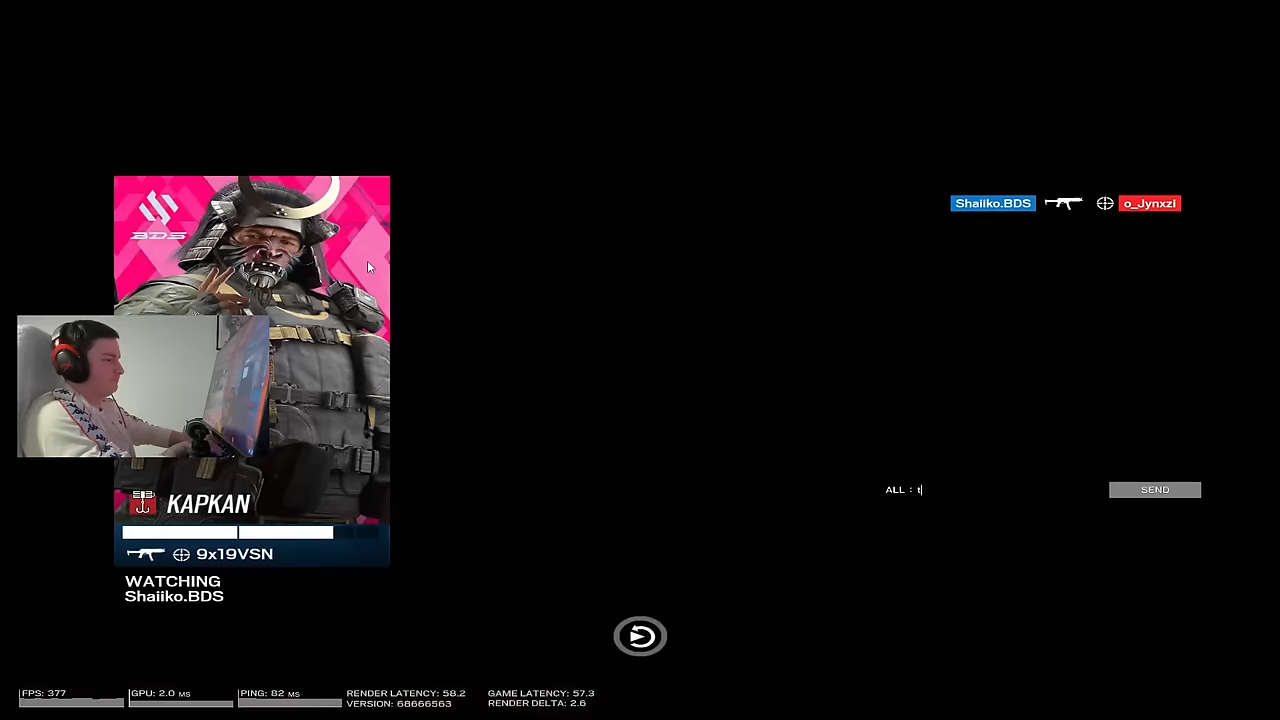 BDS
Shaiiko.BDS o_Jynxzi
ALL : t
SEND
KAPKAN
9x19VSN
WATCHING
Shaiiko.BDS
FPS: 377 GPU: 2.0 MS PING: 82 MS RENDER LATENCY: 58.2 GAME LATENCY: 57.3
VERSION: 68666563 RENDER DELTA: 2.6